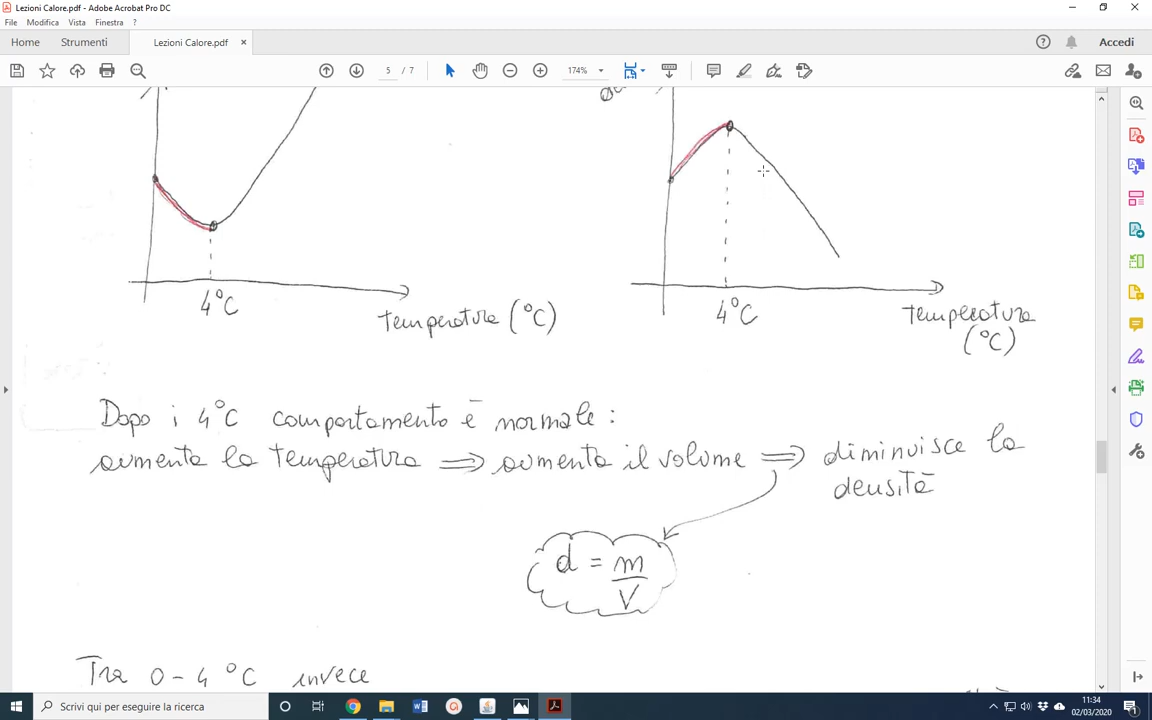 Lezioni Calore.pdf - Adobe Acrobat Pro DC
File Modifica Vista Finestra ?
Home Strumenti Lezioni Calore.pdf × Accedi
5 / 7 174%
4°C
Temperatura (°C)
4°C
Temperatura
(°C)
Dopo i 4°C comportamento è normale:
aumenta la temperatura ⟹ aumenta il volume ⟹ diminuisce la
densità
d = m
V
Tra 0-4 °C invece
Scrivi qui per eseguire la ricerca
11:34
02/03/2020